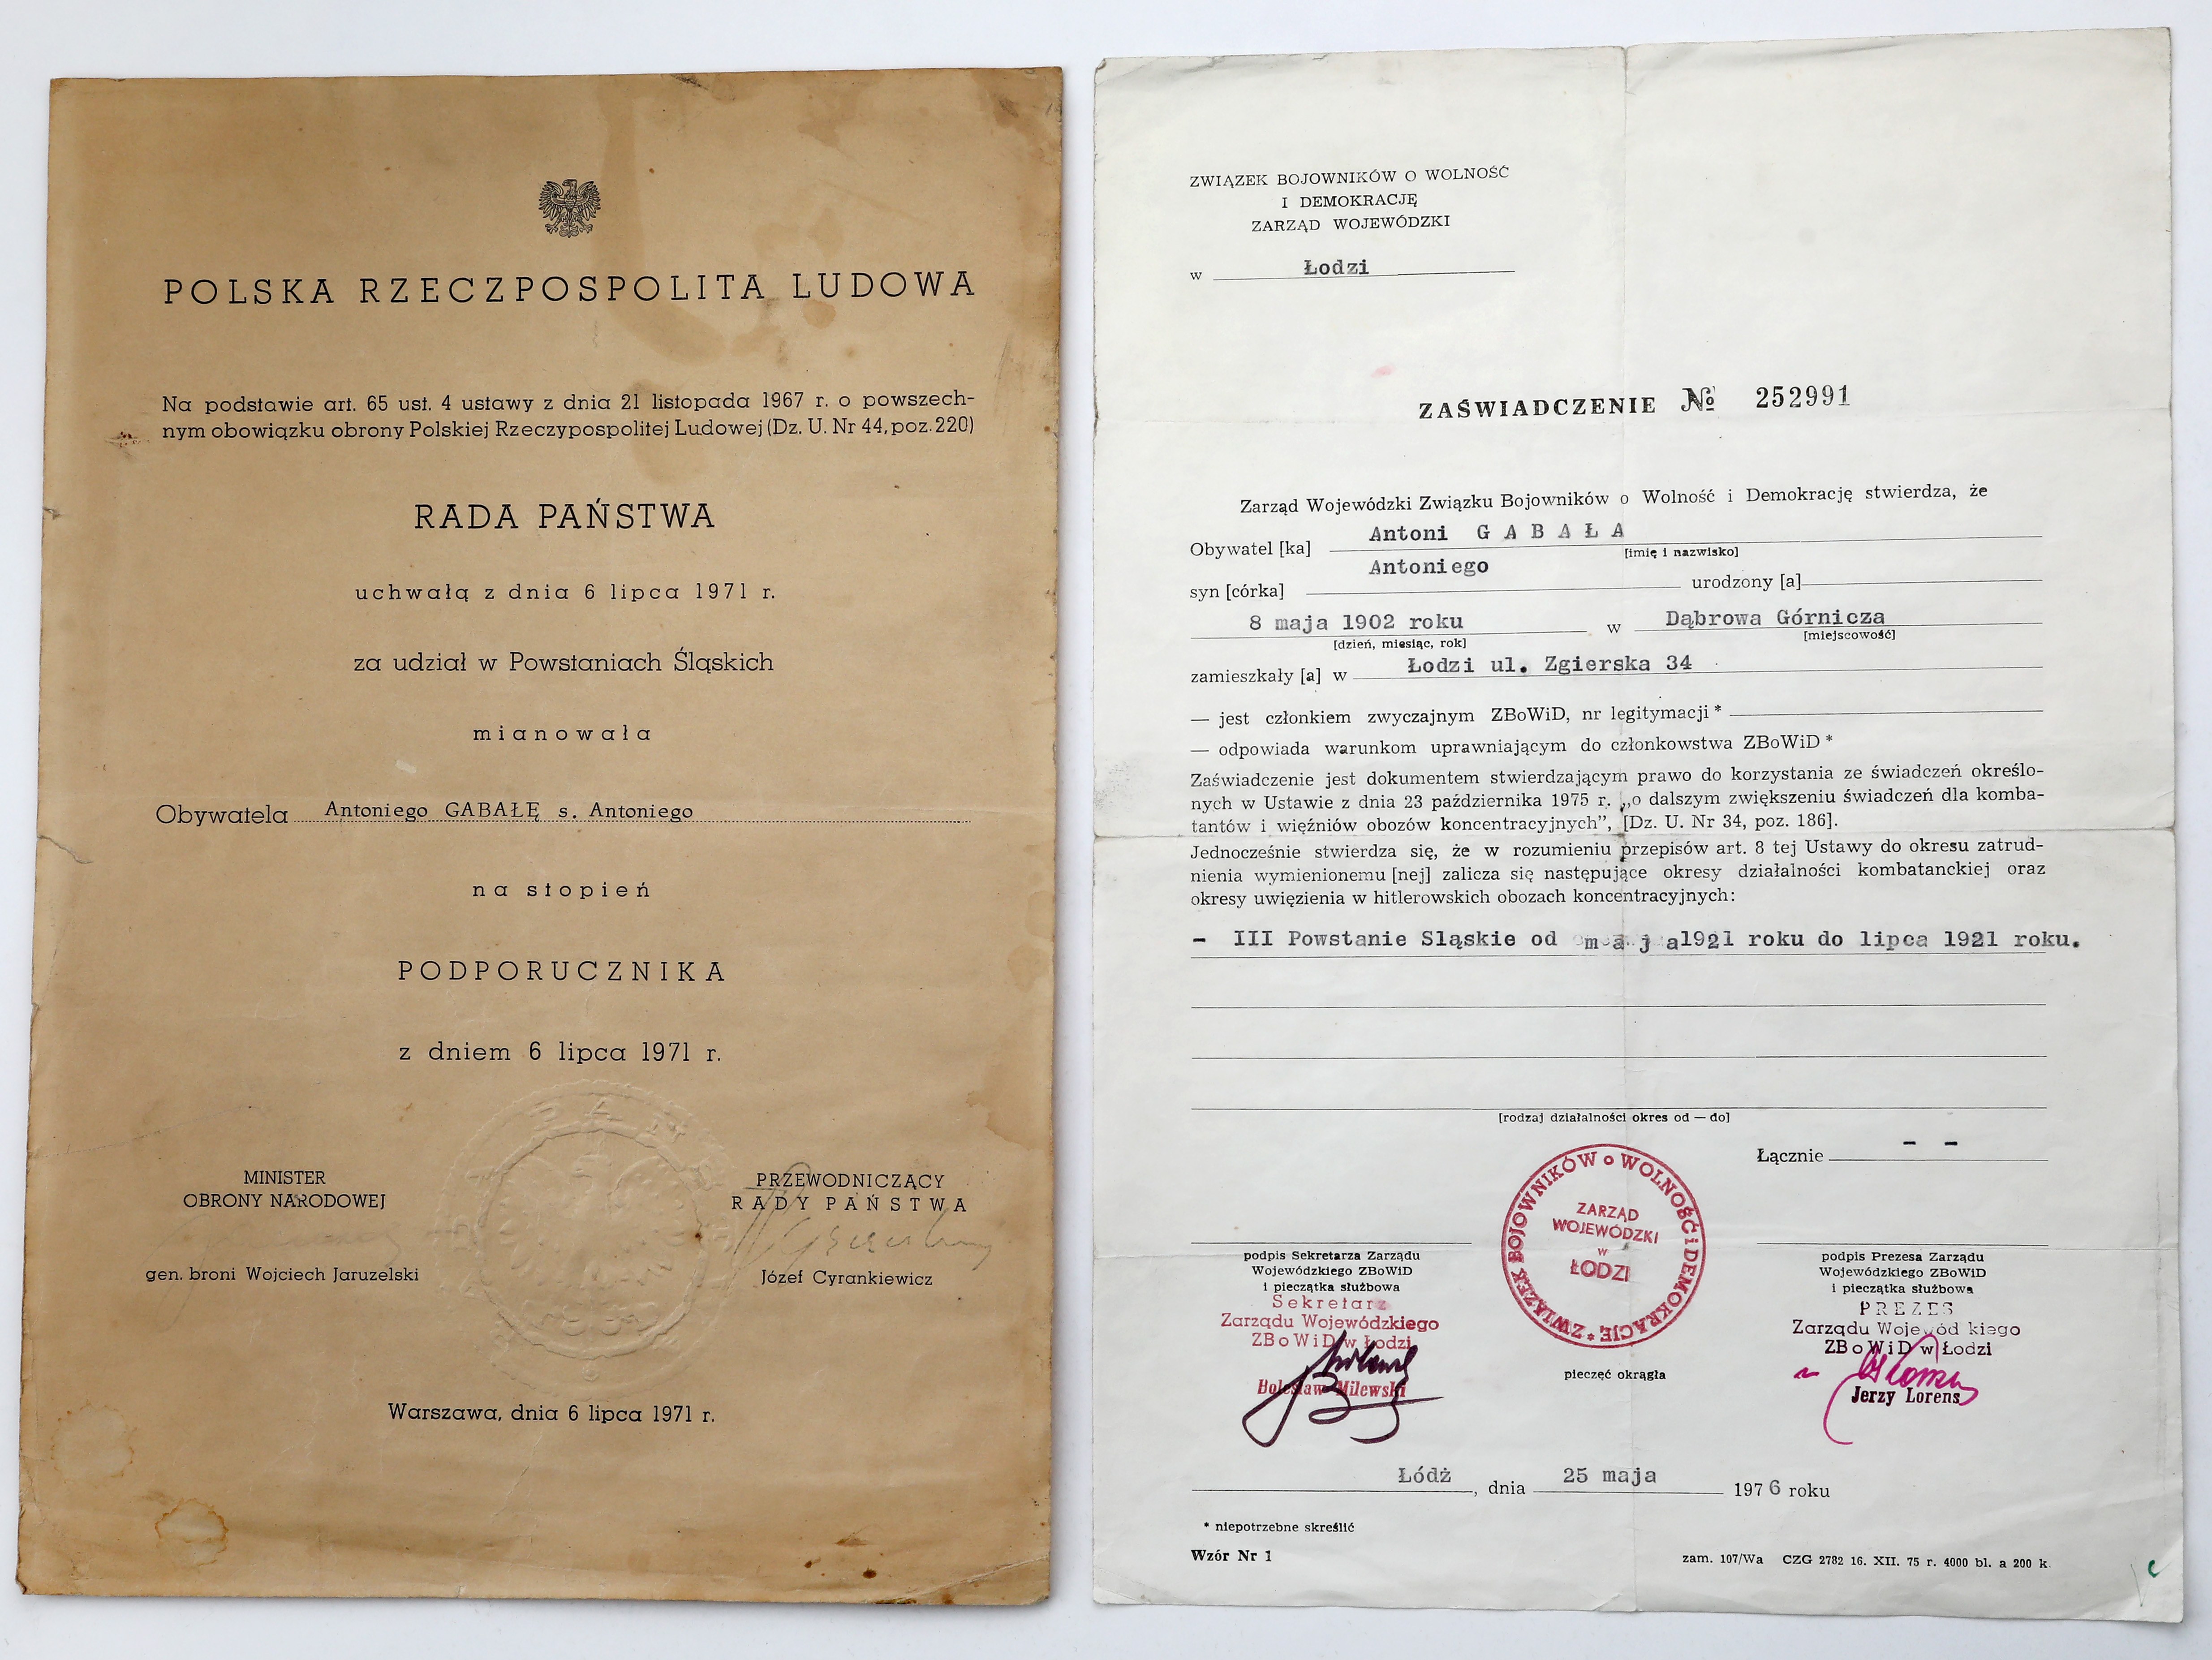 POLSKA RZECZPOSPOLITA LUDOWA
Na podstawie art. 65 ust. 4 ustawy z dnia 21 listopada 1967 r. o powszech-
nym obowiązku obrony Polskiej Rzeczypospolitej Ludowej (Dz. U. Nr 44, poz. 220)
RADA PAŃSTWA
uchwałą z dnia 6 lipca 1971 r.
za udział w Powstaniach Śląskich
mianowała
Obywatela Antoniego GABAŁĘ s. Antoniego
na stopień
PODPORUCZNIKA
z dniem 6 lipca 1971 r.
MINISTER
OBRONY NARODOWEJ
gen. broni Wojciech Jaruzelski
PRZEWODNICZĄCY
RADY PAŃSTWA
Józef Cyrankiewicz
Warszawa, dnia 6 lipca 1971 r.
ZWIĄZEK BOJOWNIKÓW O WOLNOŚĆ
I DEMOKRACJĘ
ZARZĄD WOJEWÓDZKI
w Łodzi
ZAŚWIADCZENIE № 252991
Zarząd Wojewódzki Związku Bojowników o Wolność i Demokrację stwierdza, że
Obywatel [ka] Antoni GABAŁA
[imię i nazwisko]
syn [córka] Antoniego urodzony [a]
8 maja 1902 roku w Dąbrowa Górnicza
[dzień, miesiąc, rok] [miejscowość]
zamieszkały [a] w Łodzi ul. Zgierska 34
— jest członkiem zwyczajnym ZBoWiD, nr legitymacji *
— odpowiada warunkom uprawniającym do członkowstwa ZBoWiD *
Zaświadczenie jest dokumentem stwierdzającym prawo do korzystania ze świadczeń określo-
nych w Ustawie z dnia 23 października 1975 r. „o dalszym zwiększeniu świadczeń dla komba-
tantów i więźniów obozów koncentracyjnych”, [Dz. U. Nr 34, poz. 186].
Jednocześnie stwierdza się, że w rozumieniu przepisów art. 8 tej Ustawy do okresu zatrud-
nienia wymienionemu [nej] zalicza się następujące okresy działalności kombatanckiej oraz
okresy uwięzienia w hitlerowskich obozach koncentracyjnych:
- III Powstanie Sląskie od maja 1921 roku do lipca 1921 roku.
[rodzaj działalności okres od — do]
Łącznie - -
podpis Sekretarza Zarządu
Wojewódzkiego ZBoWiD
i pieczątka służbowa
Sekretarz
Zarządu Wojewódzkiego
ZBoWiD w Łodzi
Bolesław Milewski
ZWIĄZEK BOJOWNIKÓW o WOLNOŚĆ i DEMOKRACJĘ *
ZARZĄD
WOJEWÓDZKI
w
ŁODZI
pieczęć okrągła
podpis Prezesa Zarządu
Wojewódzkiego ZBoWiD
i pieczątka służbowa
PREZES
Zarządu Wojewódzkiego
ZBoWiD w Łodzi
Jerzy Lorens
Łódż, dnia 25 maja 1976 roku
* niepotrzebne skreślić
Wzór Nr 1
zam. 107/Wa CZG 2782 16. XII. 75 r. 4000 bl. a 200 k.